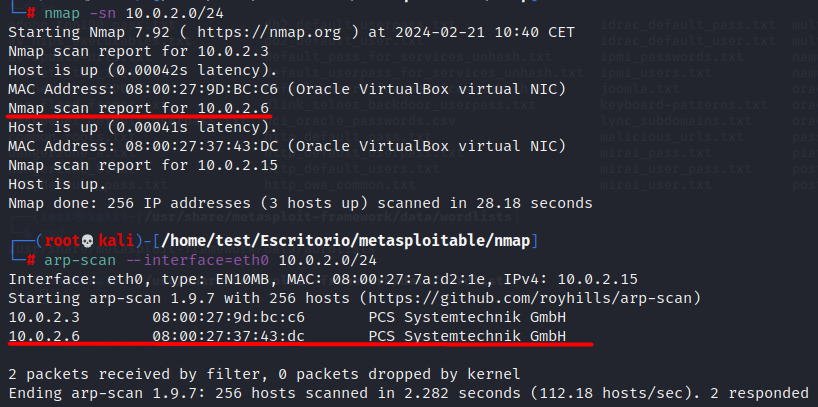 # nmap -sn 10.0.2.0/24
Starting Nmap 7.92 ( https://nmap.org ) at 2024-02-21 10:40 CET
Nmap scan report for 10.0.2.3
Host is up (0.00042s latency).
MAC Address: 08:00:27:9D:BC:C6 (Oracle VirtualBox virtual NIC)
Nmap scan report for 10.0.2.6
Host is up (0.00041s latency).
MAC Address: 08:00:27:37:43:DC (Oracle VirtualBox virtual NIC)
Nmap scan report for 10.0.2.15
Host is up.
Nmap done: 256 IP addresses (3 hosts up) scanned in 28.18 seconds
(root💀kali)-[/home/test/Escritorio/metasploitable/nmap]
# arp-scan --interface=eth0 10.0.2.0/24
Interface: eth0, type: EN10MB, MAC: 08:00:27:7a:d2:1e, IPv4: 10.0.2.15
Starting arp-scan 1.9.7 with 256 hosts (https://github.com/royhills/arp-scan)
10.0.2.3 08:00:27:9d:bc:c6 PCS Systemtechnik GmbH
10.0.2.6 08:00:27:37:43:dc PCS Systemtechnik GmbH
2 packets received by filter, 0 packets dropped by kernel
Ending arp-scan 1.9.7: 256 hosts scanned in 2.282 seconds (112.18 hosts/sec). 2 responded